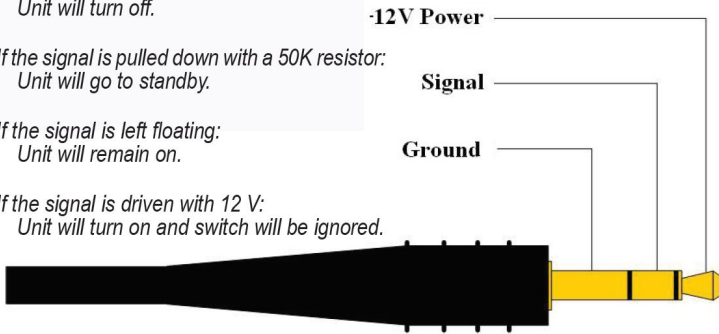 Unit will turn off.
If the signal is pulled down with a 50K resistor:
Unit will go to standby.
If the signal is left floating:
Unit will remain on.
If the signal is driven with 12 V:
Unit will turn on and switch will be ignored.
-12V Power
Signal
Ground